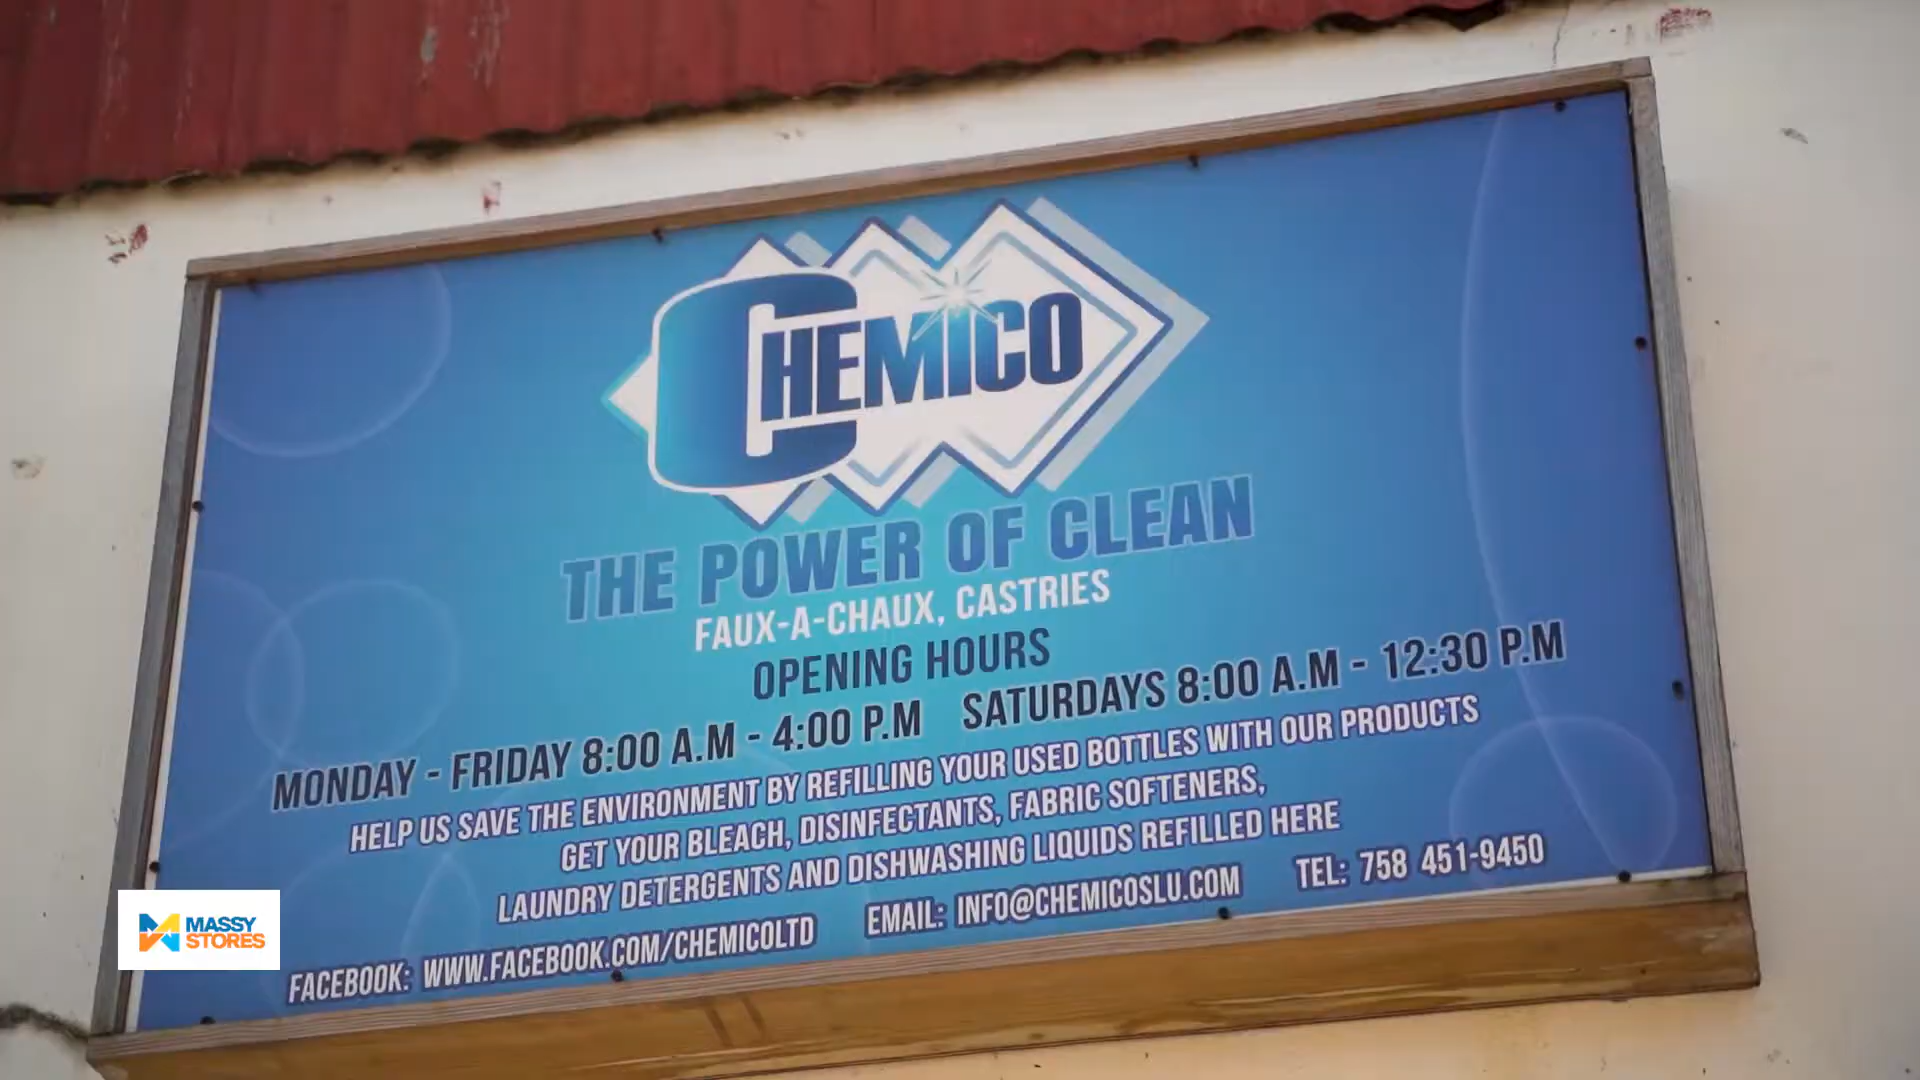 CHEMICO
THE POWER OF CLEAN
FAUX-A-CHAUX, CASTRIES
OPENING HOURS
MONDAY - FRIDAY 8:00 A.M - 4:00 P.M SATURDAYS 8:00 A.M - 12:30 P.M
HELP US SAVE THE ENVIRONMENT BY REFILLING YOUR USED BOTTLES WITH OUR PRODUCTS
GET YOUR BLEACH, DISINFECTANTS, FABRIC SOFTENERS,
LAUNDRY DETERGENTS AND DISHWASHING LIQUIDS REFILLED HERE
FACEBOOK: WWW.FACEBOOK.COM/CHEMICOLTD EMAIL: INFO@CHEMICOSLU.COM TEL: 758 451-9450
MASSY
STORES